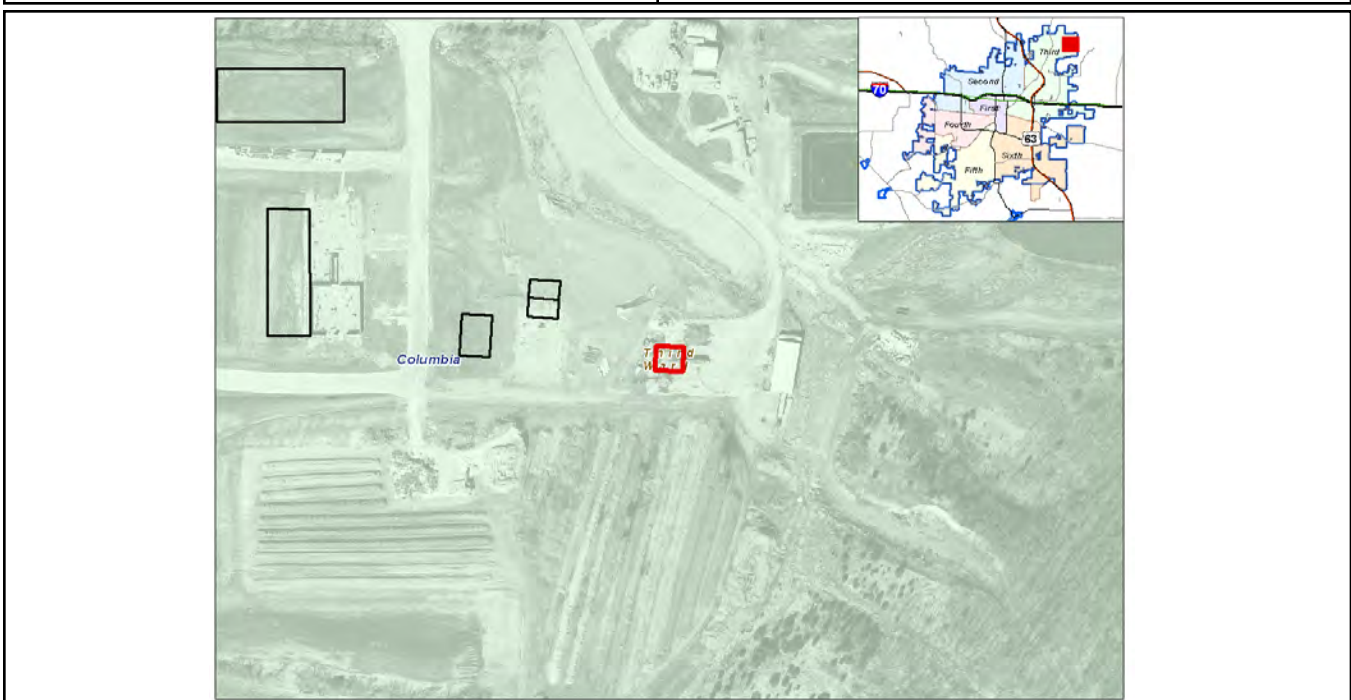 Third
Second
70
First
Fourth
63
Sixth
Fifth
Third
Ward
Columbia